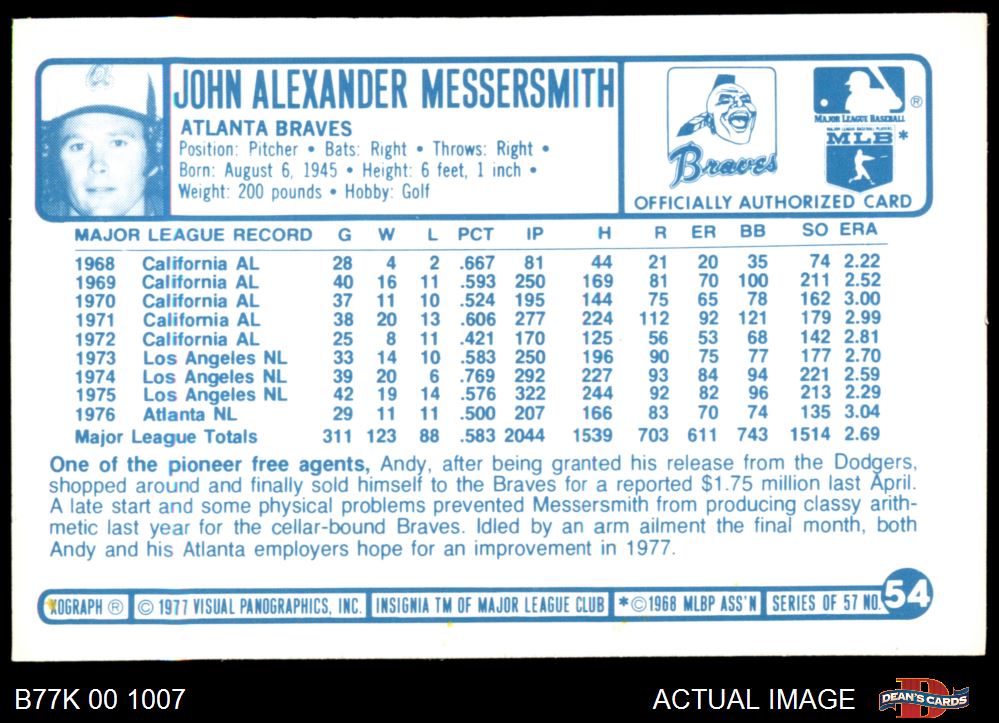 JOHN ALEXANDER MESSERSMITH
ATLANTA BRAVES
Position: Pitcher • Bats: Right • Throws: Right •
Born: August 6, 1945 • Height: 6 feet, 1 inch •
Weight: 200 pounds • Hobby: Golf
Braves
MAJOR LEAGUE BASEBALL
®
MAJOR LEAGUE BASEBALL PLAYERS
MLB*
OFFICIALLY AUTHORIZED CARD
MAJOR LEAGUE RECORD G W L PCT IP H R ER BB SO ERA
1968 California AL 28 4 2 .667 81 44 21 20 35 74 2.22
1969 California AL 40 16 11 .593 250 169 81 70 100 211 2.52
1970 California AL 37 11 10 .524 195 144 75 65 78 162 3.00
1971 California AL 38 20 13 .606 277 224 112 92 121 179 2.99
1972 California AL 25 8 11 .421 170 125 56 53 68 142 2.81
1973 Los Angeles NL 33 14 10 .583 250 196 90 75 77 177 2.70
1974 Los Angeles NL 39 20 6 .769 292 227 93 84 94 221 2.59
1975 Los Angeles NL 42 19 14 .576 322 244 92 82 96 213 2.29
1976 Atlanta NL 29 11 11 .500 207 166 83 70 74 135 3.04
Major League Totals 311 123 88 .583 2044 1539 703 611 743 1514 2.69
One of the pioneer free agents, Andy, after being granted his release from the Dodgers,
shopped around and finally sold himself to the Braves for a reported $1.75 million last April.
A late start and some physical problems prevented Messersmith from producing classy arith-
metic last year for the cellar-bound Braves. Idled by an arm ailment the final month, both
Andy and his Atlanta employers hope for an improvement in 1977.
XOGRAPH ® © 1977 VISUAL PANOGRAPHICS, INC. INSIGNIA TM OF MAJOR LEAGUE CLUB *©1968 MLBP ASS'N SERIES OF 57 NO. 54
B77K 00 1007 ACTUAL IMAGE DEAN'S CARDS